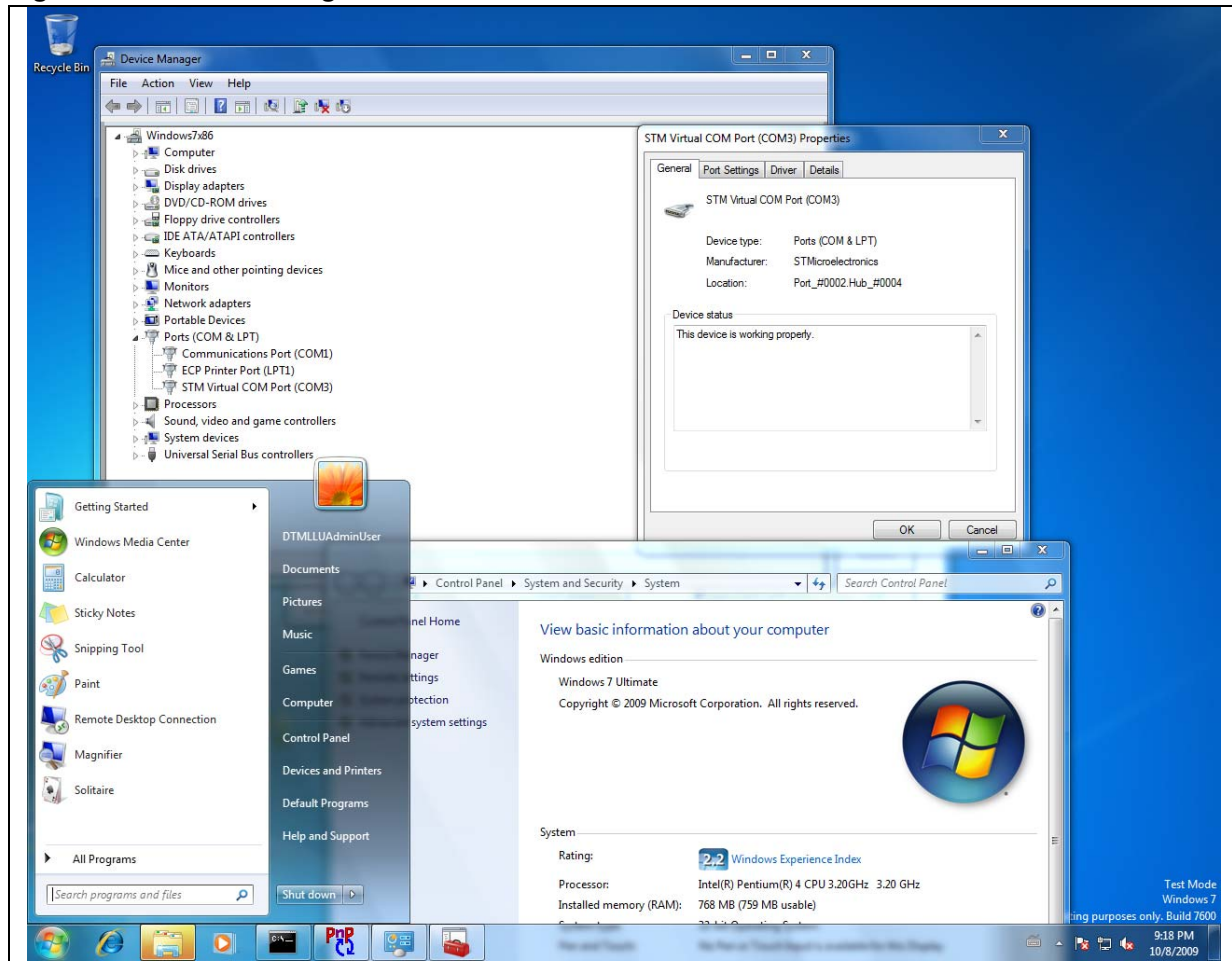 Recycle Bin
Device Manager
File Action View Help
Windows7x86
Computer
Disk drives
Display adapters
DVD/CD-ROM drives
Floppy drive controllers
IDE ATA/ATAPI controllers
Keyboards
Mice and other pointing devices
Monitors
Network adapters
Portable Devices
Ports (COM & LPT)
Communications Port (COM1)
ECP Printer Port (LPT1)
STM Virtual COM Port (COM3)
Processors
Sound, video and game controllers
System devices
Universal Serial Bus controllers
STM Virtual COM Port (COM3) Properties
General Port Settings Driver Details
STM Virtual COM Port (COM3)
Device type: Ports (COM & LPT)
Manufacturer: STMicroelectronics
Location: Port_#0002.Hub_#0004
Device status
This device is working properly.
OK Cancel
Getting Started
Windows Media Center
Calculator
Sticky Notes
Snipping Tool
Paint
Remote Desktop Connection
Magnifier
Solitaire
All Programs
Search programs and files
DTMLLUAdminUser
Documents
Pictures
Music
Games
Computer
Control Panel
Devices and Printers
Default Programs
Help and Support
Shut down
Control Panel System and Security System
Search Control Panel
nel Home
nager
ttings
otection
system settings
View basic information about your computer
Windows edition
Windows 7 Ultimate
Copyright © 2009 Microsoft Corporation. All rights reserved.
System
Rating: 2.2 Windows Experience Index
Processor: Intel(R) Pentium(R) 4 CPU 3.20GHz 3.20 GHz
Installed memory (RAM): 768 MB (759 MB usable)
Test Mode
Windows 7
ting purposes only. Build 7600
PnP
9:18 PM
10/8/2009